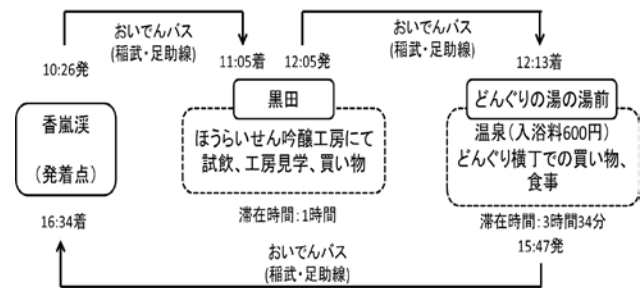 おいでんバス
(稲武・足助線)
おいでんバス
(稲武・足助線)
10:26発
11:05着
12:05発
12:13着
香嵐渓
(発着点)
黒田
ほうらいせん吟醸工房にて
試飲、工房見学、買い物
どんぐりの湯の湯前
温泉(入浴料600円)
どんぐり横丁での買い物、
食事
16:34着
滞在時間:1時間
滞在時間:3時間34分
15:47発
おいでんバス
(稲武・足助線)